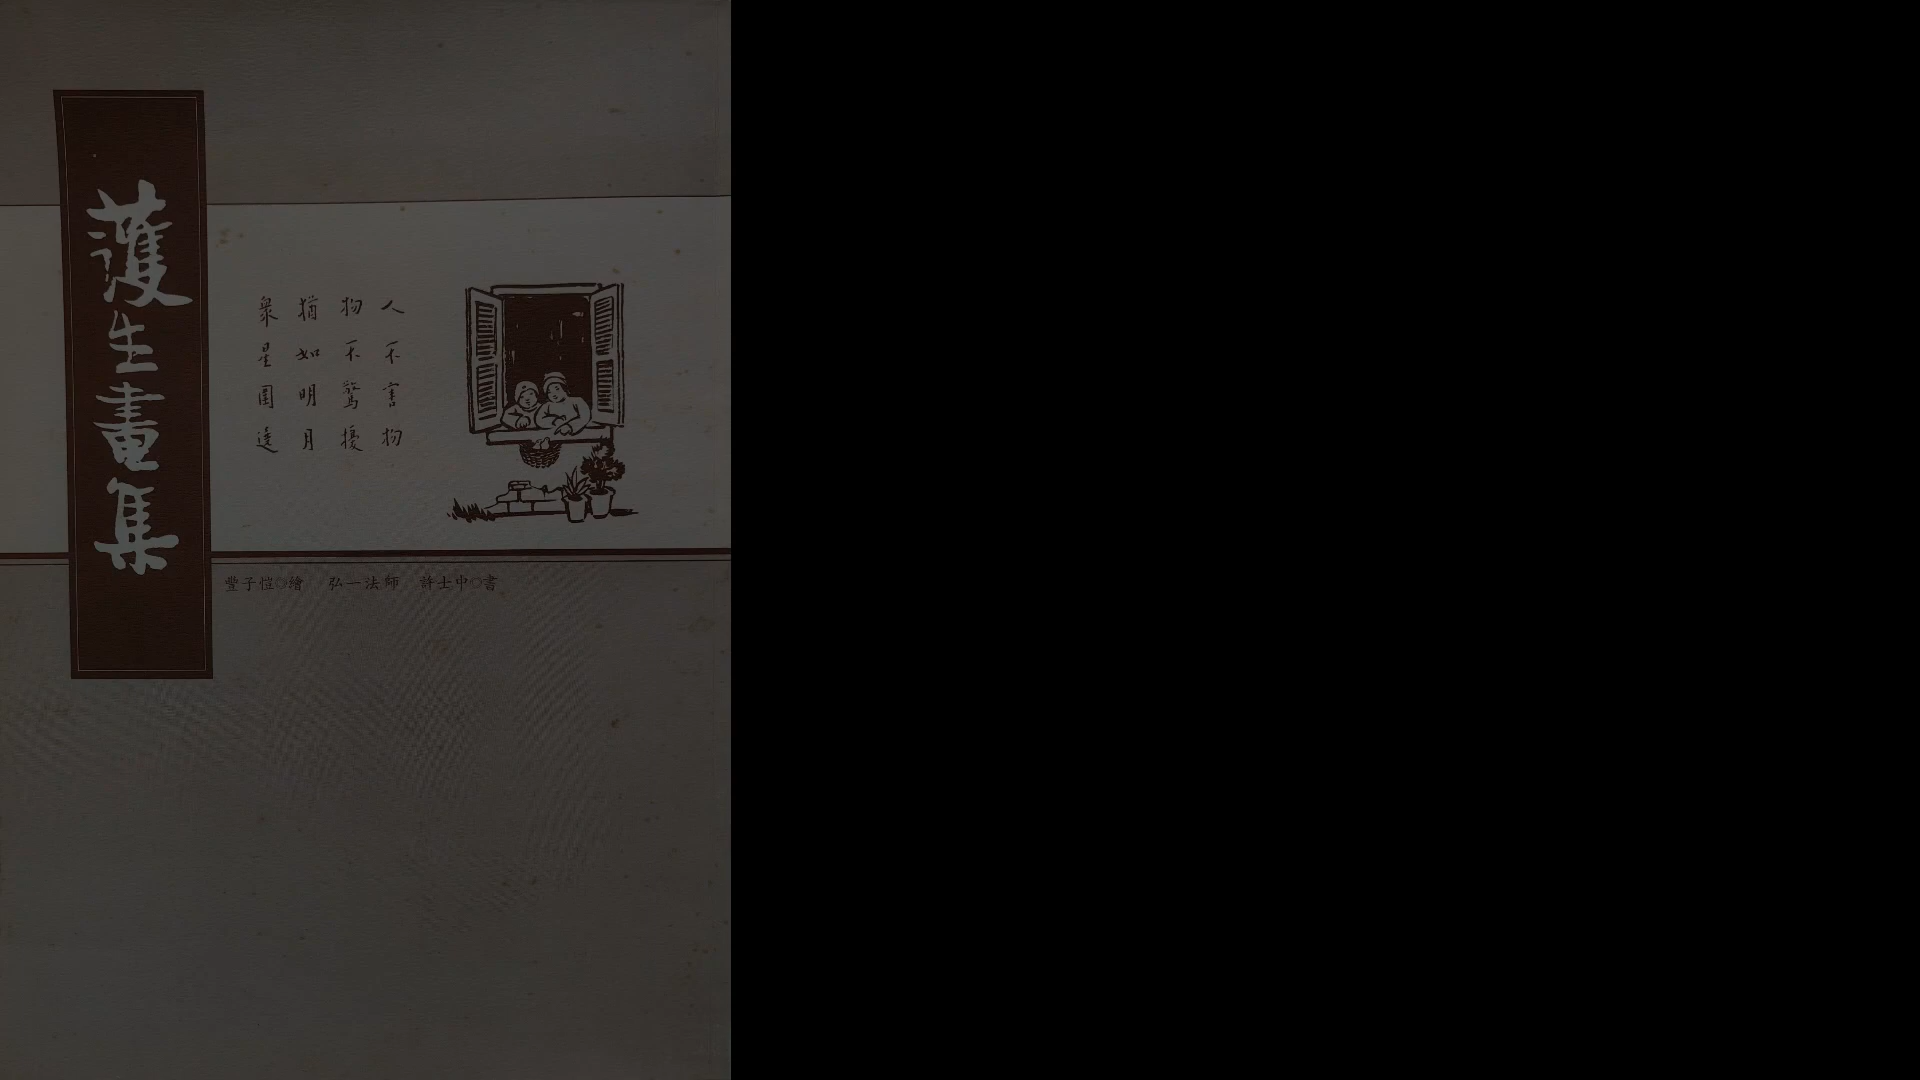 護生畫集
人不害物
物不驚擾
猶如明月
衆星圍遶
豐子愷◎繪　弘一法師　許士中◎書